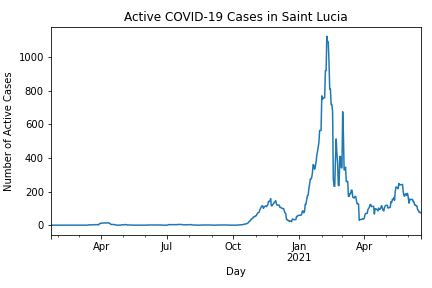 Active COVID-19 Cases in Saint Lucia
Number of Active Cases
1000
800
600
400
200
0
Apr Jul Oct Jan Apr
2021
Day